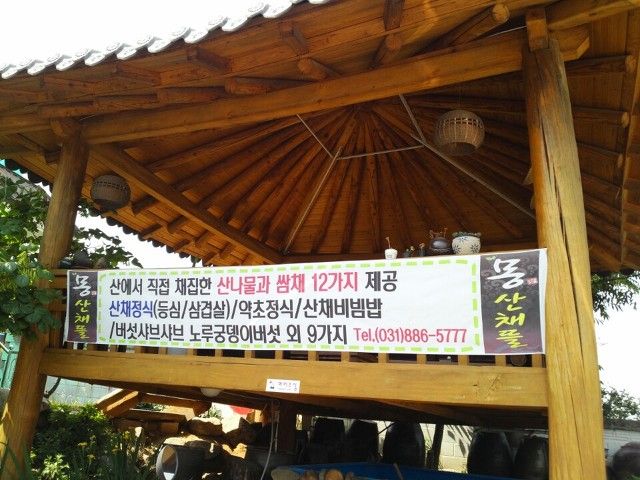 몽
산채뜰
산에서 직접 채집한 산나물과 쌈채 12가지 제공
산채정식(등심/삼겹살)/약초정식/산채비빔밥
/버섯샤브샤브 노루궁뎅이버섯 외 9가지 Tel.(031)886-5777
몽
산채뜰